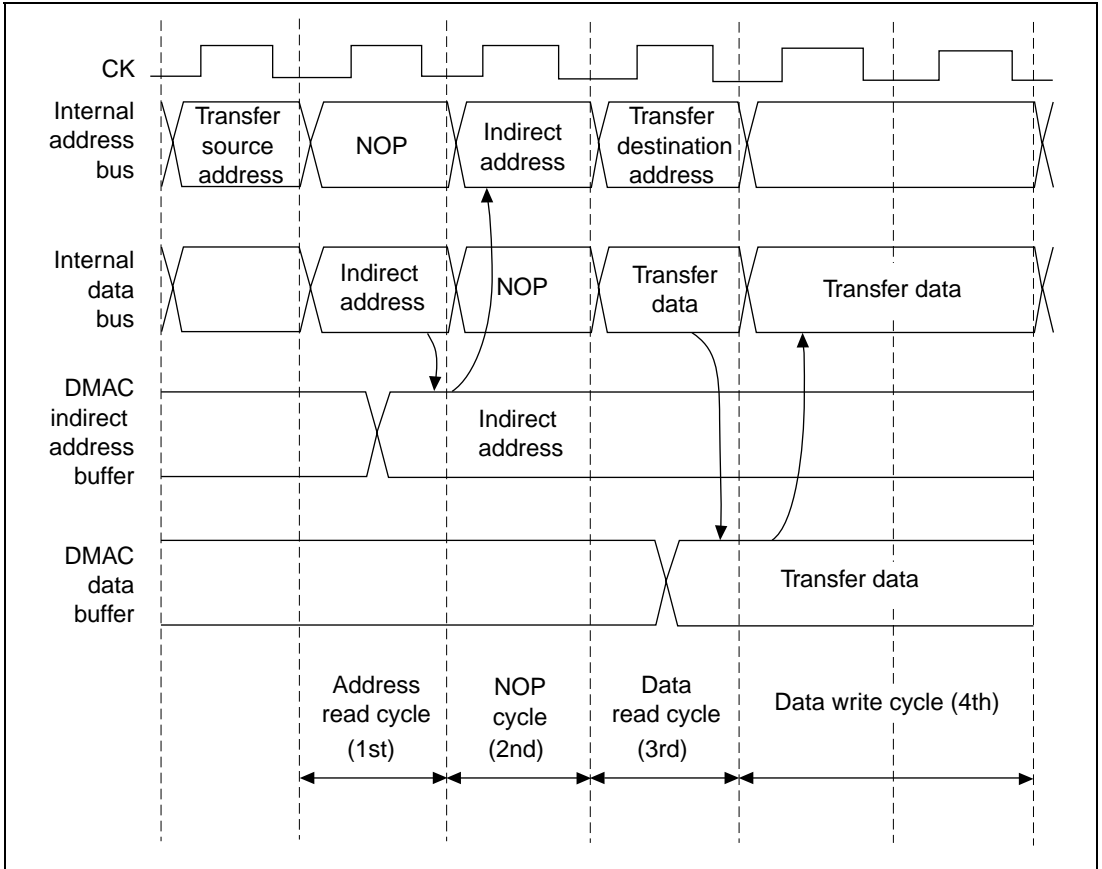 CK
Internal
address
bus
Transfer
source
address
NOP
Indirect
address
Transfer
destination
address
Internal
data
bus
Indirect
address
NOP
Transfer
data
Transfer data
DMAC
indirect
address
buffer
Indirect
address
DMAC
data
buffer
Transfer data
Address
read cycle
(1st)
NOP
cycle
(2nd)
Data
read cycle
(3rd)
Data write cycle (4th)